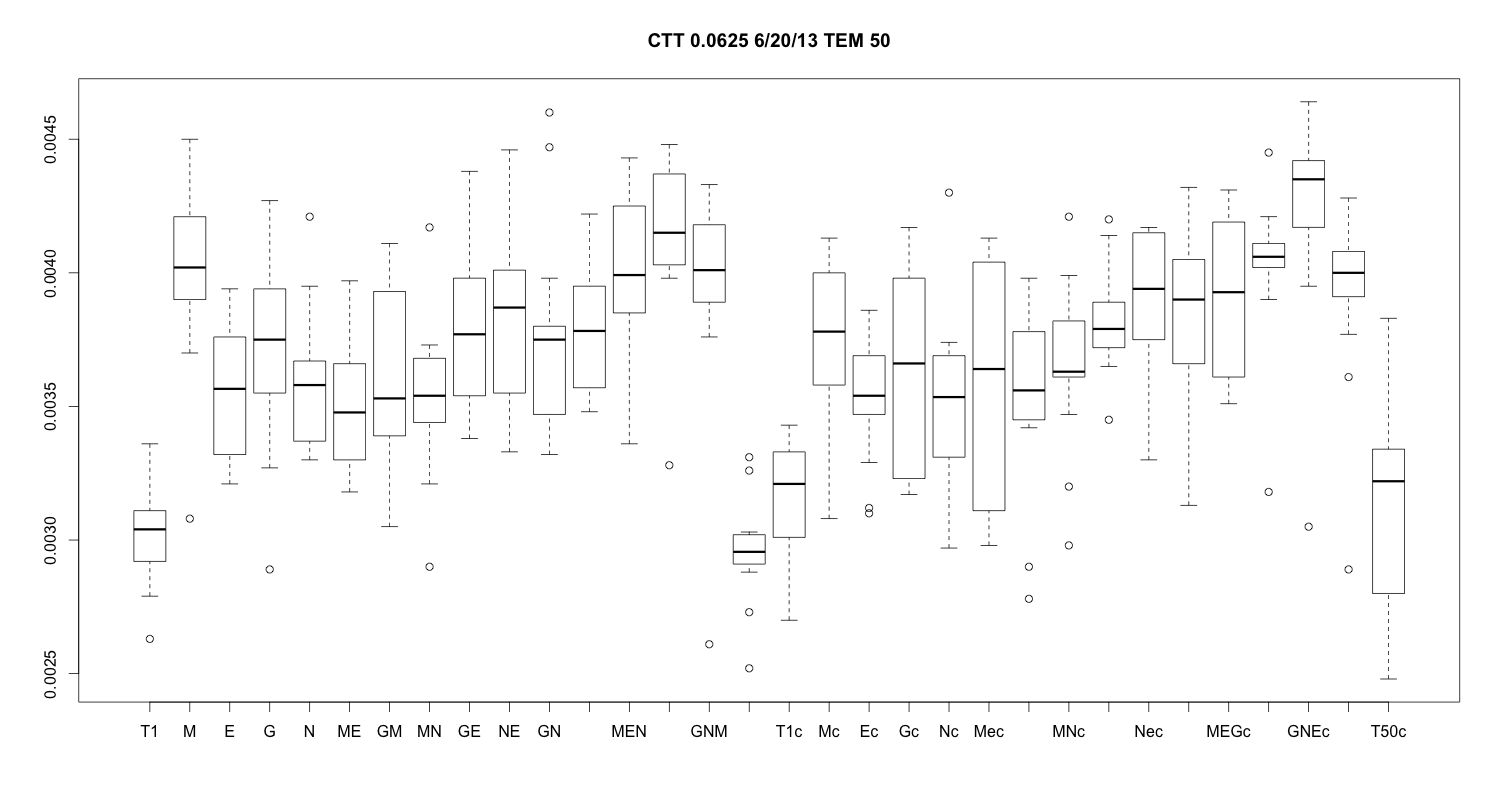 CTT 0.0625 6/20/13 TEM 50
0.0045
0.0040
0.0035
0.0030
0.0025
T1 M E G N ME GM MN GE NE GN MEN GNM T1c Mc Ec Gc Nc Mec MNc Nec MEGc GNEc T50c